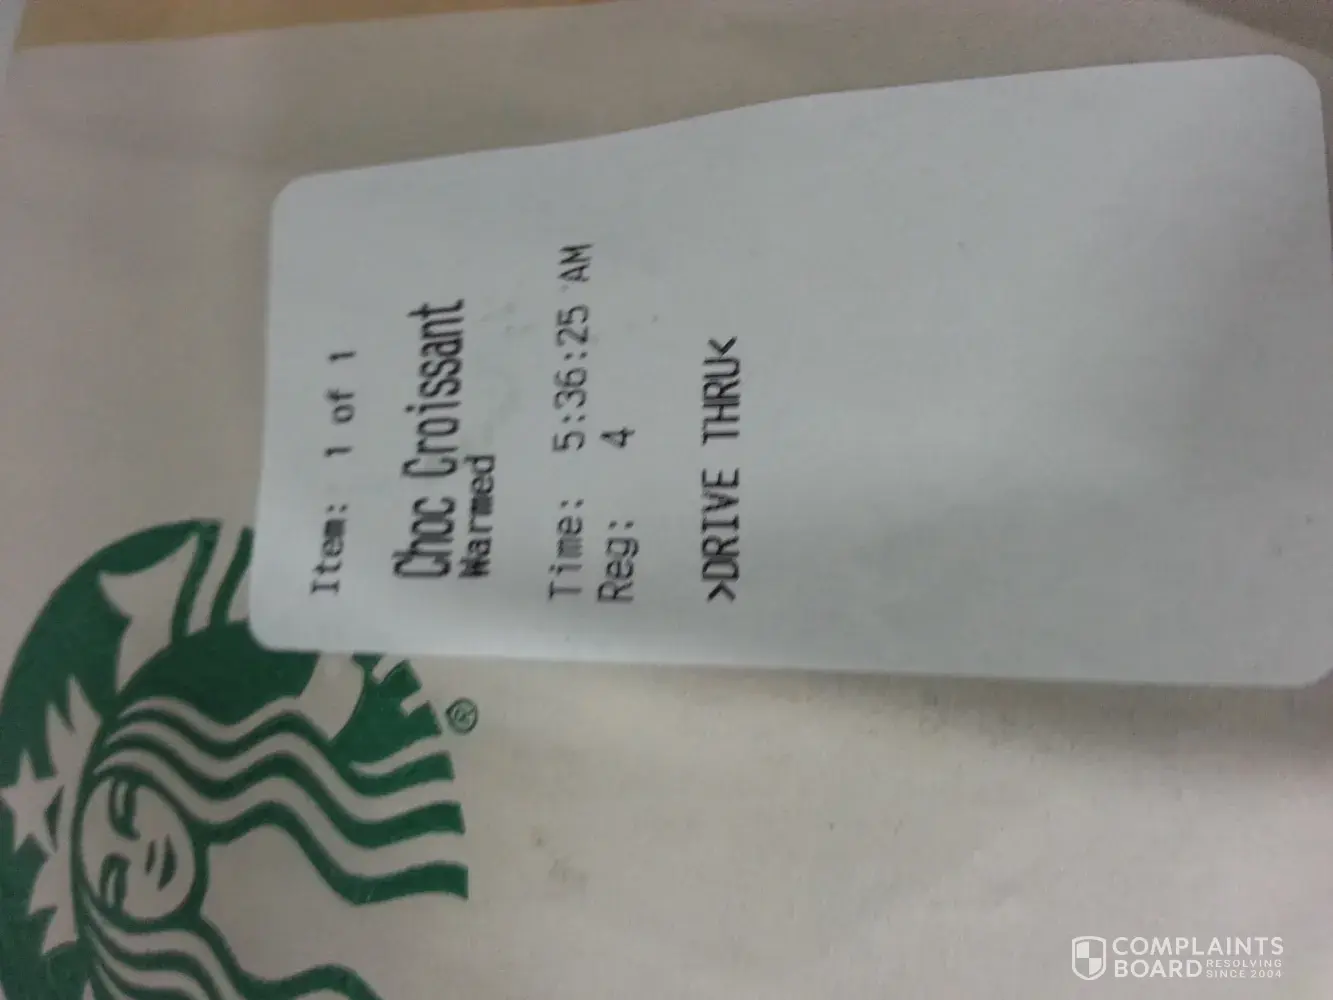 Item: 1 of 1
Choc Croissant
Warmed
Time: 5:36:25 AM
Reg: 4
>DRIVE THRU<
®
COMPLAINTS
BOARD RESOLVING
SINCE 2004